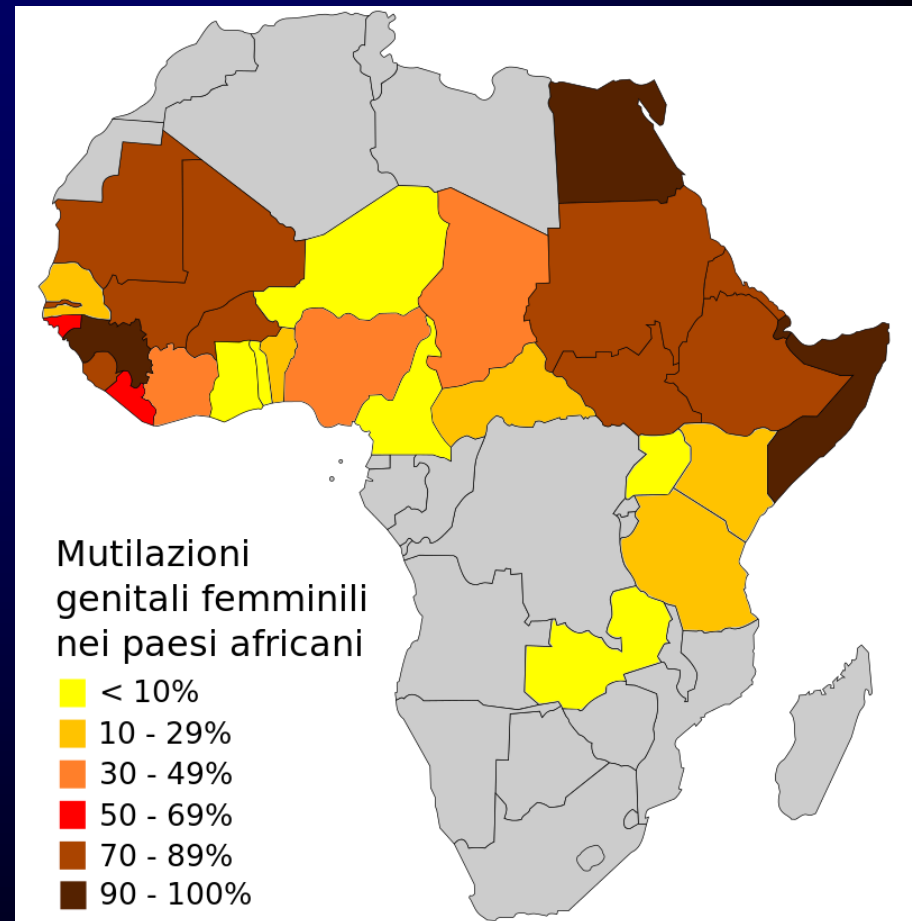 Mutilazioni
genitali femminili
nei paesi africani
< 10%
10 - 29%
30 - 49%
50 - 69%
70 - 89%
90 - 100%